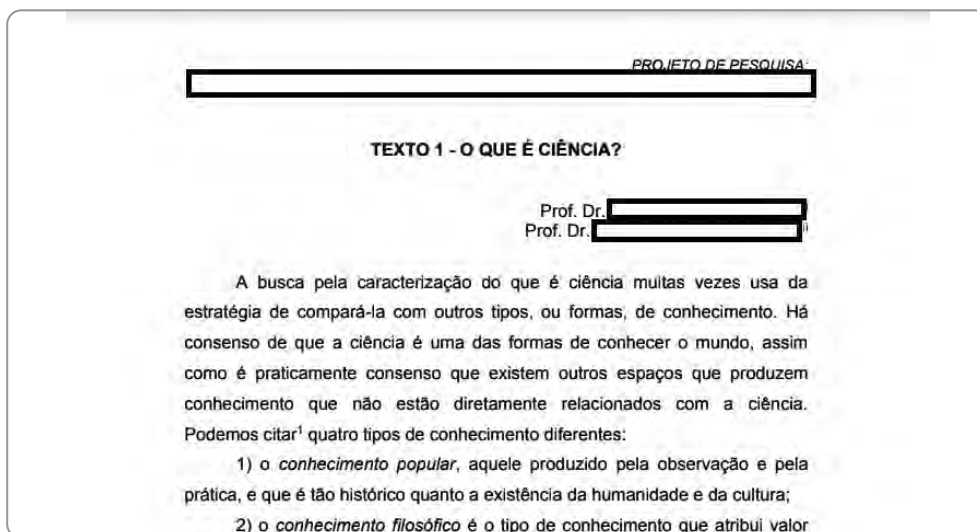 PROJETO DE PESQUISA:
TEXTO 1 - O QUE É CIÊNCIA?
Prof. Dr.
Prof. Dr. ii
A busca pela caracterização do que é ciência muitas vezes usa da
estratégia de compará-la com outros tipos, ou formas, de conhecimento. Há
consenso de que a ciência é uma das formas de conhecer o mundo, assim
como é praticamente consenso que existem outros espaços que produzem
conhecimento que não estão diretamente relacionados com a ciência.
Podemos citar¹ quatro tipos de conhecimento diferentes:
1) o conhecimento popular, aquele produzido pela observação e pela
prática, e que é tão histórico quanto a existência da humanidade e da cultura;
2) o conhecimento filosófico é o tipo de conhecimento que atribui valor